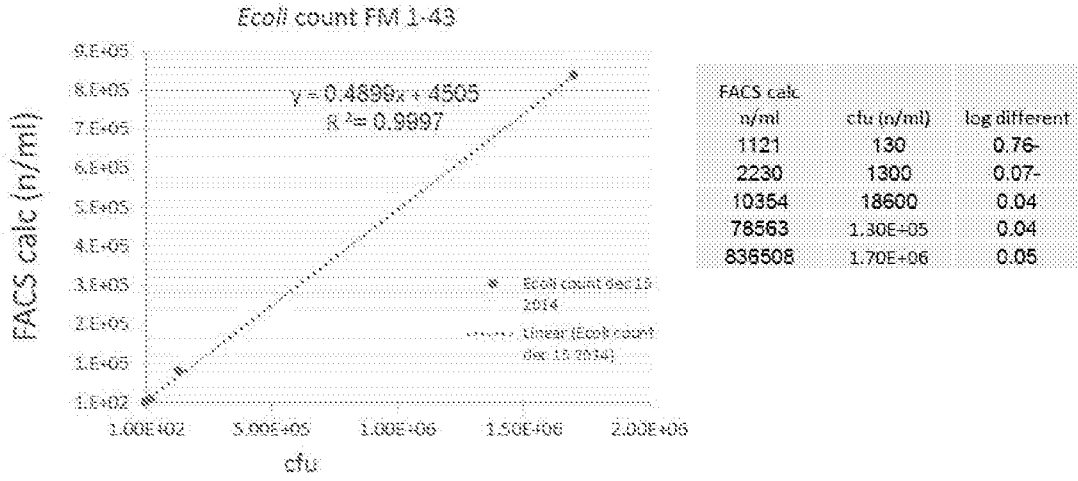 Ecoli count FM 1-43
FACS calc (n/ml)
9.E+05
8.E+05
7.E+05
6.E+05
5.E+05
4.E+05
3.E+05
2.E+05
1.E+05
1.E+02
y = 0.4899x + 4505
R² = 0.9997
Ecoli count dec 15
2014
Linear (Ecoli count
dec 15 2014)
1.00E+02 5.00E+05 1.00E+06 1.50E+06 2.00E+06
cfu
FACS calc
n/ml cfu (n/ml) log different
1121 130 0.76-
2230 1300 0.07-
10354 18600 0.04
78563 1.30E+05 0.04
836508 1.70E+06 0.05